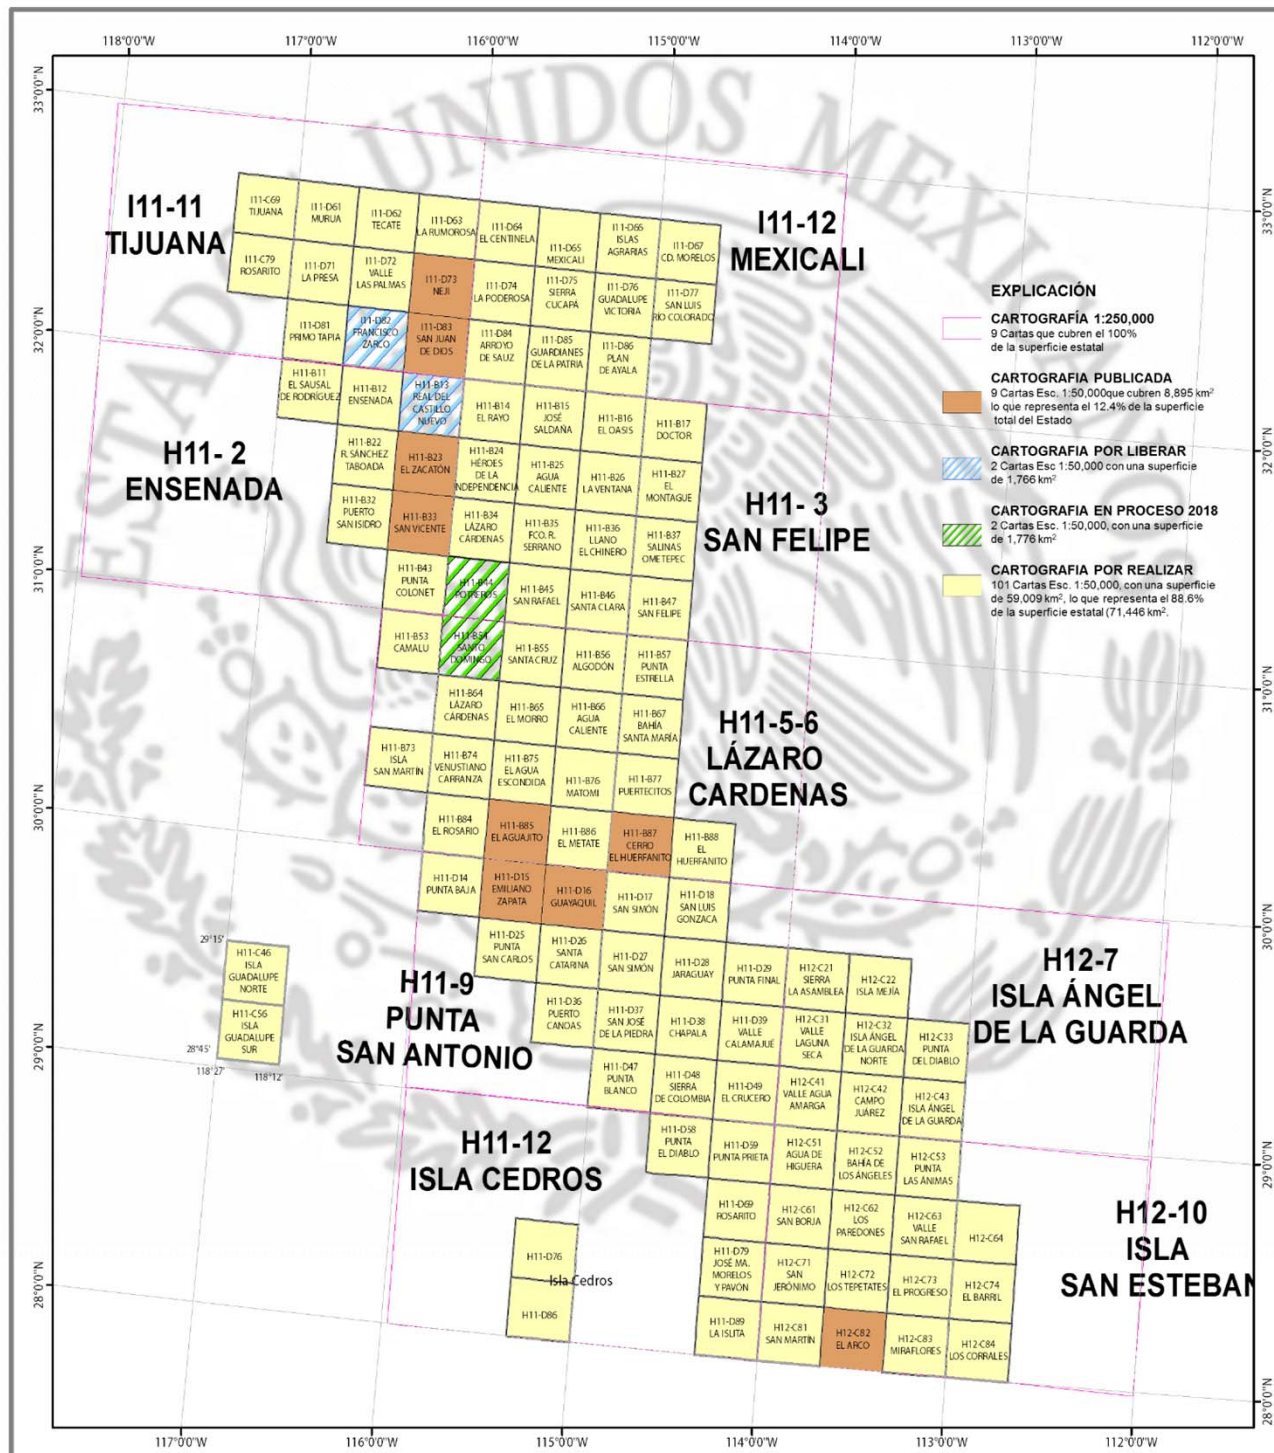 118°0'0"W
117°0'0"W
116°0'0"W
115°0'0"W
114°0'0"W
113°0'0"W
112°0'0"W
33°0'0"N
32°0'0"N
31°0'0"N
30°0'0"N
29°0'0"N
28°0'0"N
33°0'0"N
32°0'0"N
31°0'0"N
30°0'0"N
29°0'0"N
28°0'0"N
117°0'0"W
116°0'0"W
115°0'0"W
114°0'0"W
113°0'0"W
112°0'0"W
ESTADOS UNIDOS MEXICANOS
I11-11
TIJUANA
I11-12
MEXICALI
H11- 2
ENSENADA
H11- 3
SAN FELIPE
H11-5-6
LÁZARO
CARDENAS
H11-9
PUNTA
SAN ANTONIO
H12-7
ISLA ÁNGEL
DE LA GUARDA
H11-12
ISLA CEDROS
H12-10
ISLA
SAN ESTEBAN
EXPLICACIÓN
CARTOGRAFÍA 1:250,000
9 Cartas que cubren el 100%
de la superficie estatal
CARTOGRAFIA PUBLICADA
9 Cartas Esc. 1:50,000que cubren 8,895 km²
lo que representa el 12.4% de la superficie
total del Estado
CARTOGRAFIA POR LIBERAR
2 Cartas Esc 1:50,000 con una superficie
de 1,766 km²
CARTOGRAFIA EN PROCESO 2018
2 Cartas Esc. 1:50,000, con una superficie
de 1,776 km²
CARTOGRAFIA POR REALIZAR
101 Cartas Esc. 1:50,000, con una superficie
de 59,009 km², lo que representa el 88.6%
de la superficie estatal (71,446 km².
I11-C69
TIJUANA
I11-D61
MURUA
I11-D62
TECATE
I11-D63
LA RUMOROSA
I11-D64
EL CENTINELA
I11-D65
MEXICALI
I11-D66
ISLAS
AGRARIAS
I11-D67
CD. MORELOS
I11-C79
ROSARITO
I11-D71
LA PRESA
I11-D72
VALLE
LAS PALMAS
I11-D73
NEJI
I11-D74
LA PODEROSA
I11-D75
SIERRA
CUCAPÁ
I11-D76
GUADALUPE
VICTORIA
I11-D77
SAN LUIS
RÍO COLORADO
I11-D81
PRIMO TAPIA
I11-D82
FRANCISCO
ZARCO
I11-D83
SAN JUAN
DE DIOS
I11-D84
ARROYO
DE SAUZ
I11-D85
GUARDIANES
DE LA PATRIA
I11-D86
PLAN
DE AYALA
H11-B11
EL SAUSAL
DE RODRÍGUEZ
H11-B12
ENSENADA
H11-B13
REAL DEL
CASTILLO
NUEVO
H11-B14
EL RAYO
H11-B15
JOSÉ
SALDAÑA
H11-B16
EL OASIS
H11-B17
DOCTOR
H11-B22
R. SÁNCHEZ
TABOADA
H11-B23
EL ZACATÓN
H11-B24
HÉROES
DE LA
INDEPENDENCIA
H11-B25
AGUA
CALIENTE
H11-B26
LA VENTANA
H11-B27
EL
MONTAGUE
H11-B32
PUERTO
SAN ISIDRO
H11-B33
SAN VICENTE
H11-B34
LÁZARO
CÁRDENAS
H11-B35
FCO. R.
SERRANO
H11-B36
LLANO
EL CHINERO
H11-B37
SALINAS
OMETEPEC
H11-B43
PUNTA
COLONET
H11-B44
POTREROS
H11-B45
SAN RAFAEL
H11-B46
SANTA CLARA
H11-B47
SAN FELIPE
H11-B53
CAMALU
H11-B54
SANTO
DOMINGO
H11-B55
SANTA CRUZ
H11-B56
ALGODÓN
H11-B57
PUNTA
ESTRELLA
H11-B64
LÁZARO
CÁRDENAS
H11-B65
EL MORRO
H11-B66
AGUA
CALIENTE
H11-B67
BAHÍA
SANTA MARÍA
H11-B73
ISLA
SAN MARTÍN
H11-B74
VENUSTIANO
CARRANZA
H11-B75
EL AGUA
ESCONDIDA
H11-B76
MATOMI
H11-B77
PUERTECITOS
H11-B84
EL ROSARIO
H11-B85
EL AGUAJITO
H11-B86
EL METATE
H11-B87
CERRO
EL HUERFANITO
H11-B88
EL
HUERFANITO
H11-D14
PUNTA BAJA
H11-D15
EMILIANO
ZAPATA
H11-D16
GUAYAQUIL
H11-D17
SAN SIMÓN
H11-D18
SAN LUIS
GONZACA
H11-D25
PUNTA
SAN CARLOS
H11-D26
SANTA
CATARINA
H11-D27
SAN SIMÓN
H11-D28
JARAGUAY
H11-D29
PUNTA FINAL
H12-C21
SIERRA
LA ASAMBLEA
H12-C22
ISLA MEJÍA
H11-D36
PUERTO
CANOAS
H11-D37
SAN JOSÉ
DE LA PIEDRA
H11-D38
CHAPALA
H11-D39
VALLE
CALAMAJUÉ
H12-C31
VALLE
LAGUNA
SECA
H12-C32
ISLA ÁNGEL
DE LA GUARDA
NORTE
H12-C33
PUNTA
DEL DIABLO
H11-D47
PUNTA
BLANCO
H11-D48
SIERRA
DE COLOMBIA
H11-D49
EL CRUCERO
H12-C41
VALLE AGUA
AMARGA
H12-C42
CAMPO
JUÁREZ
H12-C43
ISLA ÁNGEL
DE LA GUARDA
H11-D58
PUNTA
EL DIABLO
H11-D59
PUNTA PRIETA
H12-C51
AGUA DE
HIGUERA
H12-C52
BAHÍA DE
LOS ÁNGELES
H12-C53
PUNTA
LAS ÁNIMAS
H11-D69
ROSARITO
H12-C61
SAN BORJA
H12-C62
LOS
PAREDONES
H12-C63
VALLE
SAN RAFAEL
H12-C64
H11-D79
JOSÉ MA.
MORELOS
Y PAVÓN
H12-C71
SAN
JERÓNIMO
H12-C72
LOS TEPETATES
H12-C73
EL PROGRESO
H12-C74
EL BARRIL
H11-D89
LA ISLITA
H12-C81
SAN MARTÍN
H12-C82
EL ARCO
H12-C83
MIRAFLORES
H12-C84
LOS CORRALES
29°15'
H11-C46
ISLA
GUADALUPE
NORTE
H11-C56
ISLA
GUADALUPE
SUR
28°45'
118°27'
118°12'
H11-D76
Isla Cedros
H11-D86